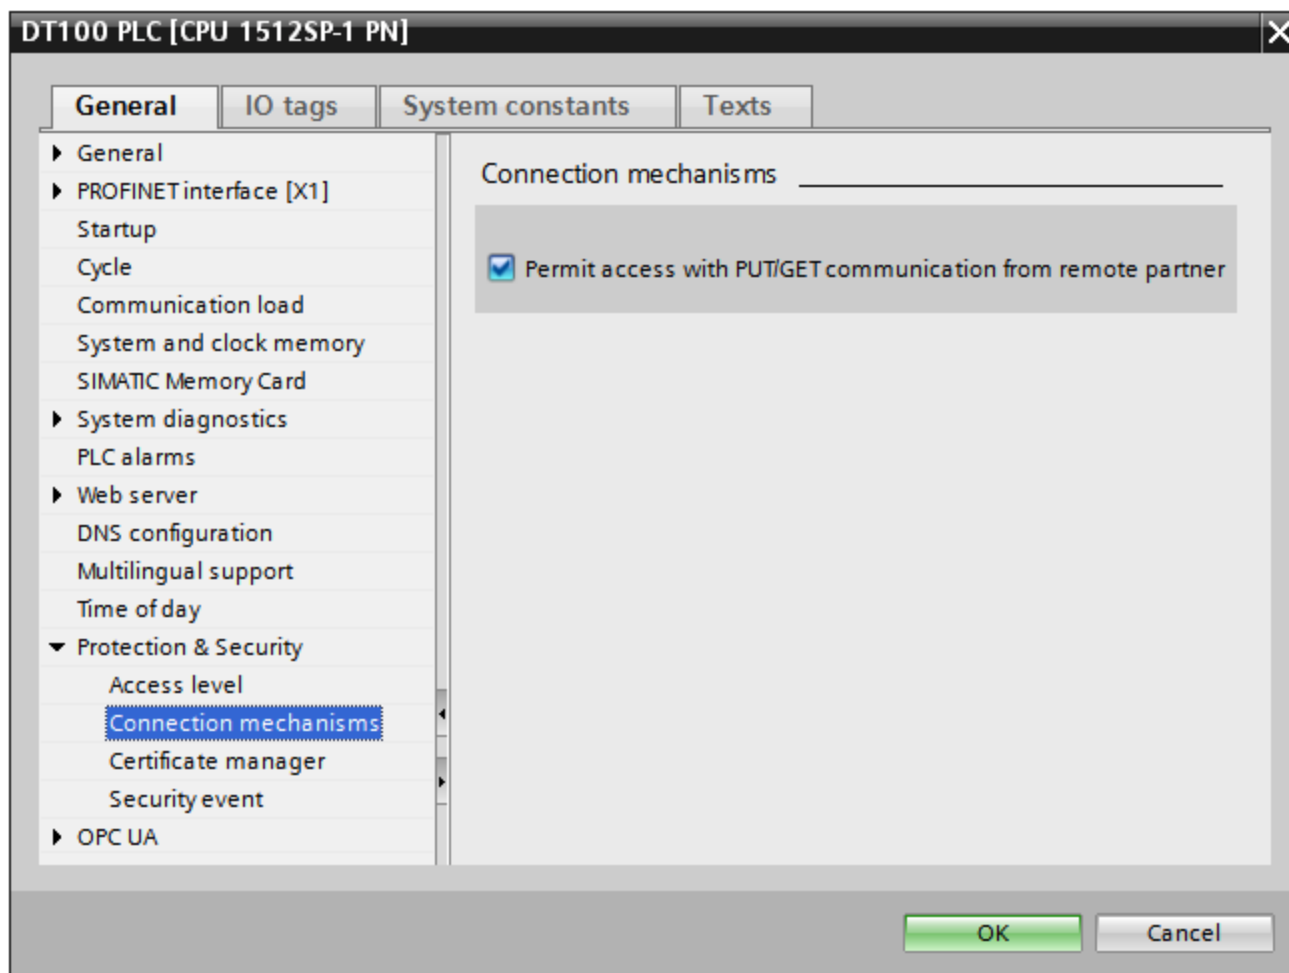 DT100 PLC [CPU 1512SP-1 PN]
General
IO tags
System constants
Texts
General
PROFINET interface [X1]
Startup
Cycle
Communication load
System and clock memory
SIMATIC Memory Card
System diagnostics
PLC alarms
Web server
DNS configuration
Multilingual support
Time of day
Protection & Security
Access level
Connection mechanisms
Certificate manager
Security event
OPC UA
Connection mechanisms
Permit access with PUT/GET communication from remote partner
OK
Cancel